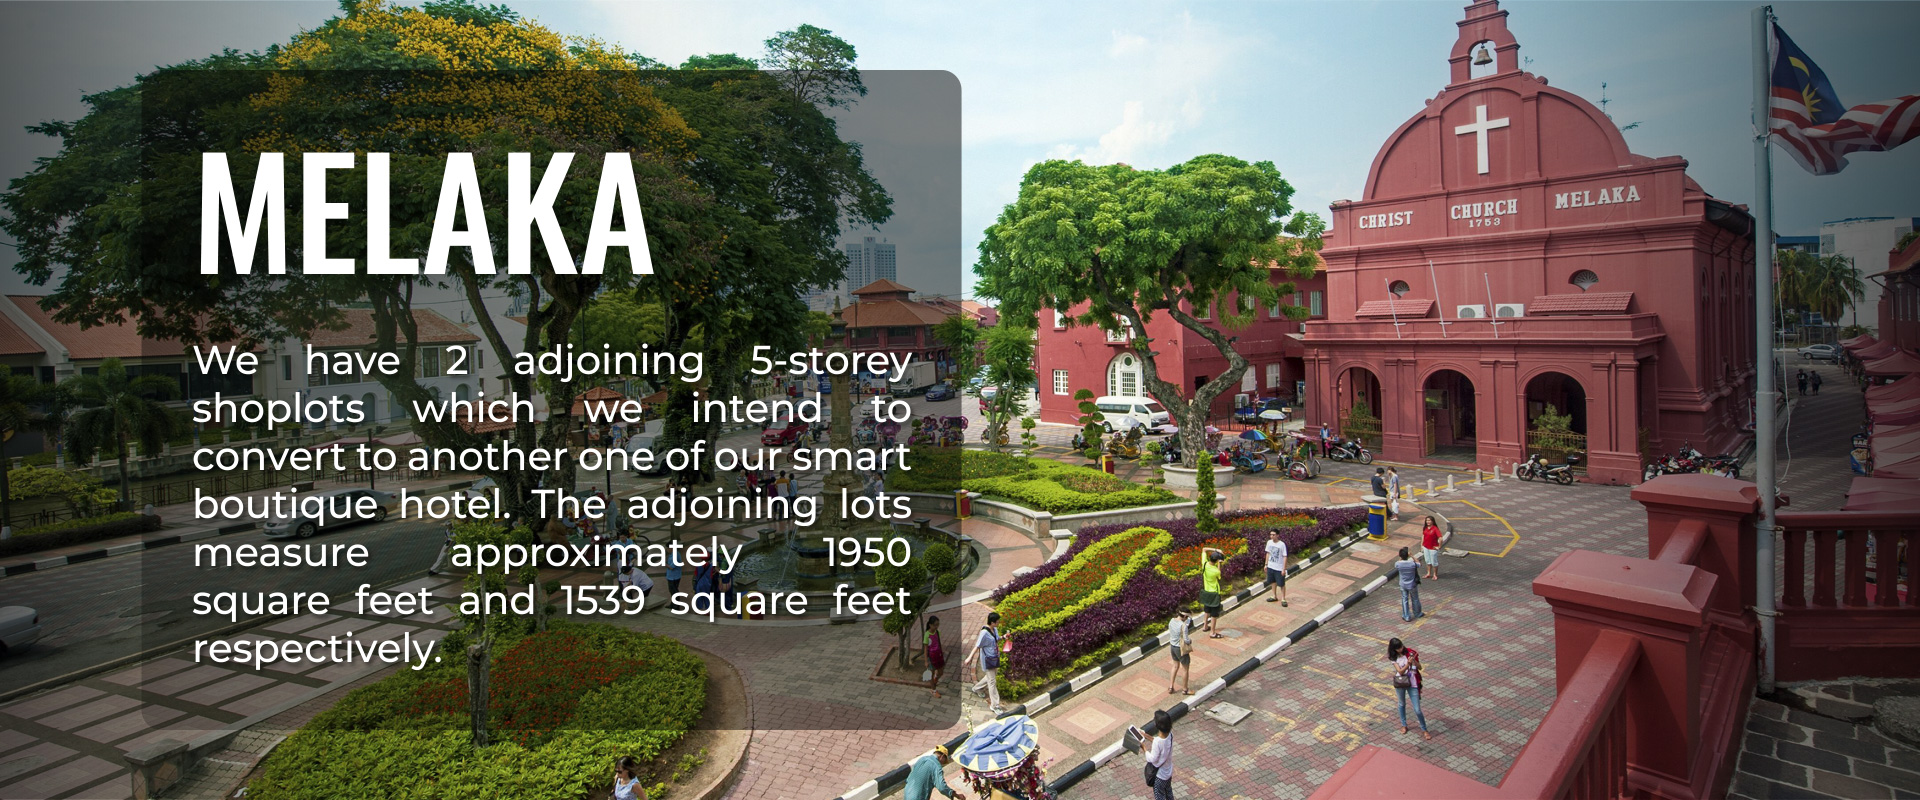 MELAKA
We have 2 adjoining 5-storey
shoplots which we intend to
convert to another one of our smart
boutique hotel. The adjoining lots
measure approximately 1950
square feet and 1539 square feet
respectively.
CHRIST CHURCH MELAKA
1753